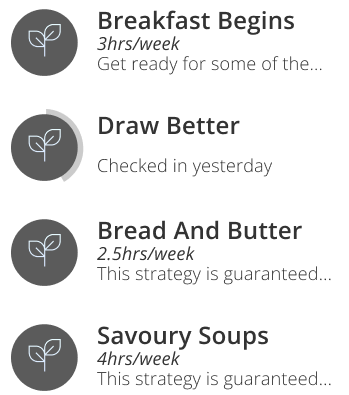 Breakfast Begins
3hrs/week
Get ready for some of the...
Draw Better
Checked in yesterday
Bread And Butter
2.5hrs/week
This strategy is guaranteed...
Savoury Soups
4hrs/week
This strategy is guaranteed...